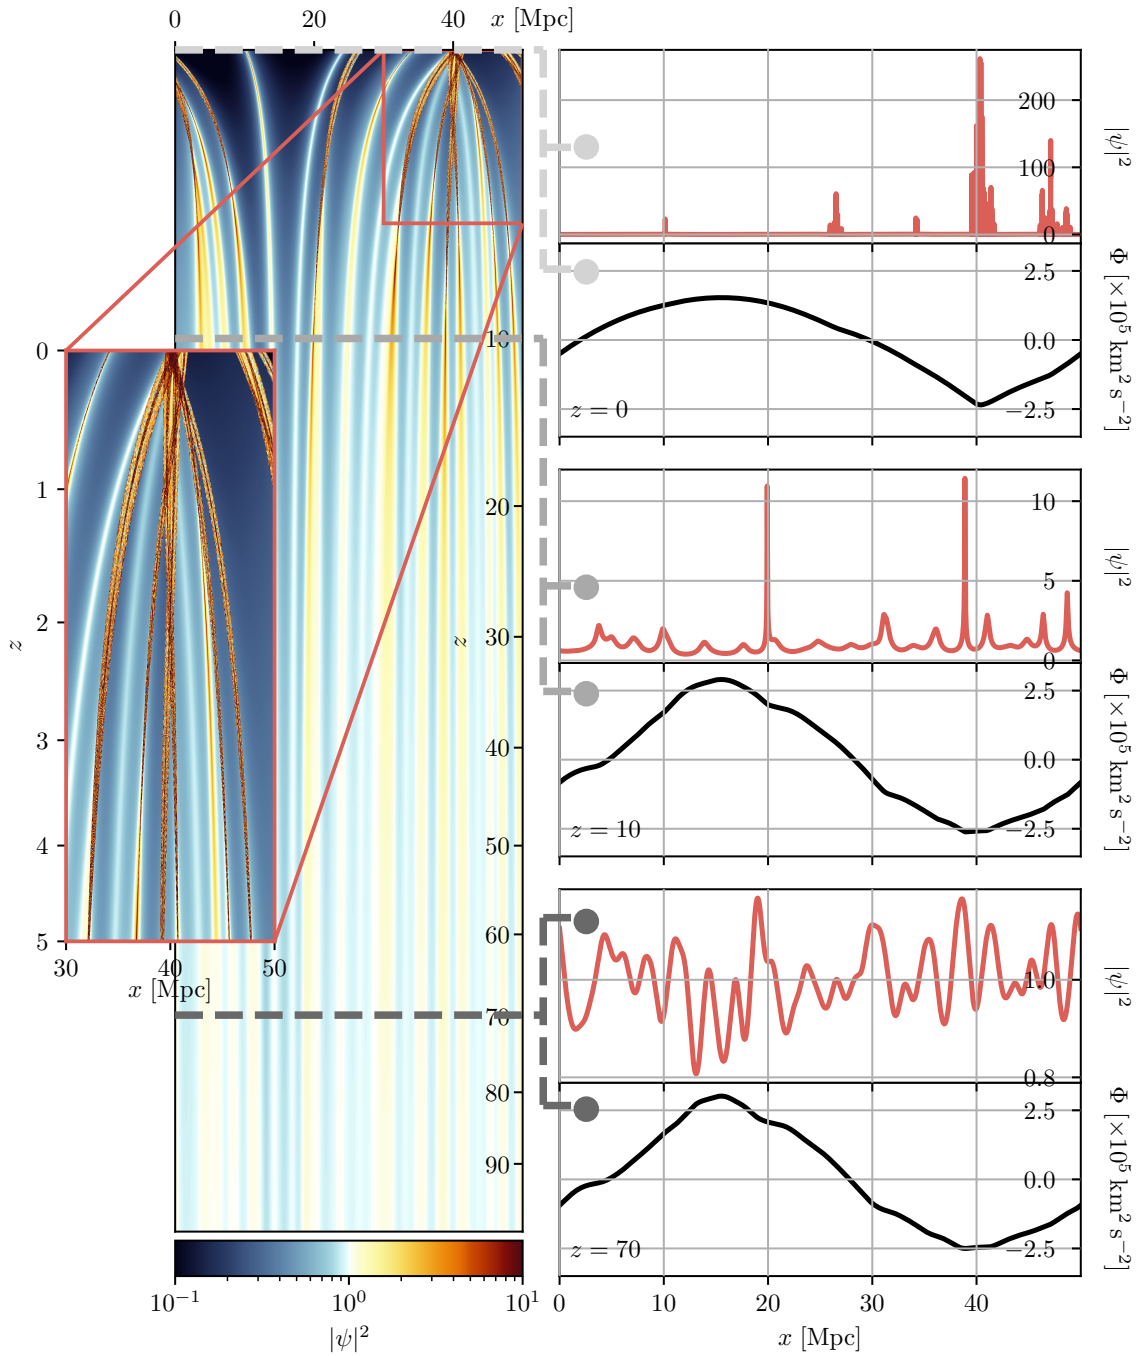 0 20 40 x [Mpc]
10
20
30
40
50
60
70
80
90
z
0
1
2
3
4
5
z
30 40 50
x [Mpc]
10⁻¹ 10⁰ 10¹
|ψ|²
200
100
0
|ψ|²
2.5
0.0
−2.5
Φ [×10⁵ km² s⁻²]
z = 0
10
5
0
|ψ|²
2.5
0.0
−2.5
Φ [×10⁵ km² s⁻²]
z = 10
1.0
0.8
|ψ|²
2.5
0.0
−2.5
Φ [×10⁵ km² s⁻²]
z = 70
0 10 20 30 40
x [Mpc]